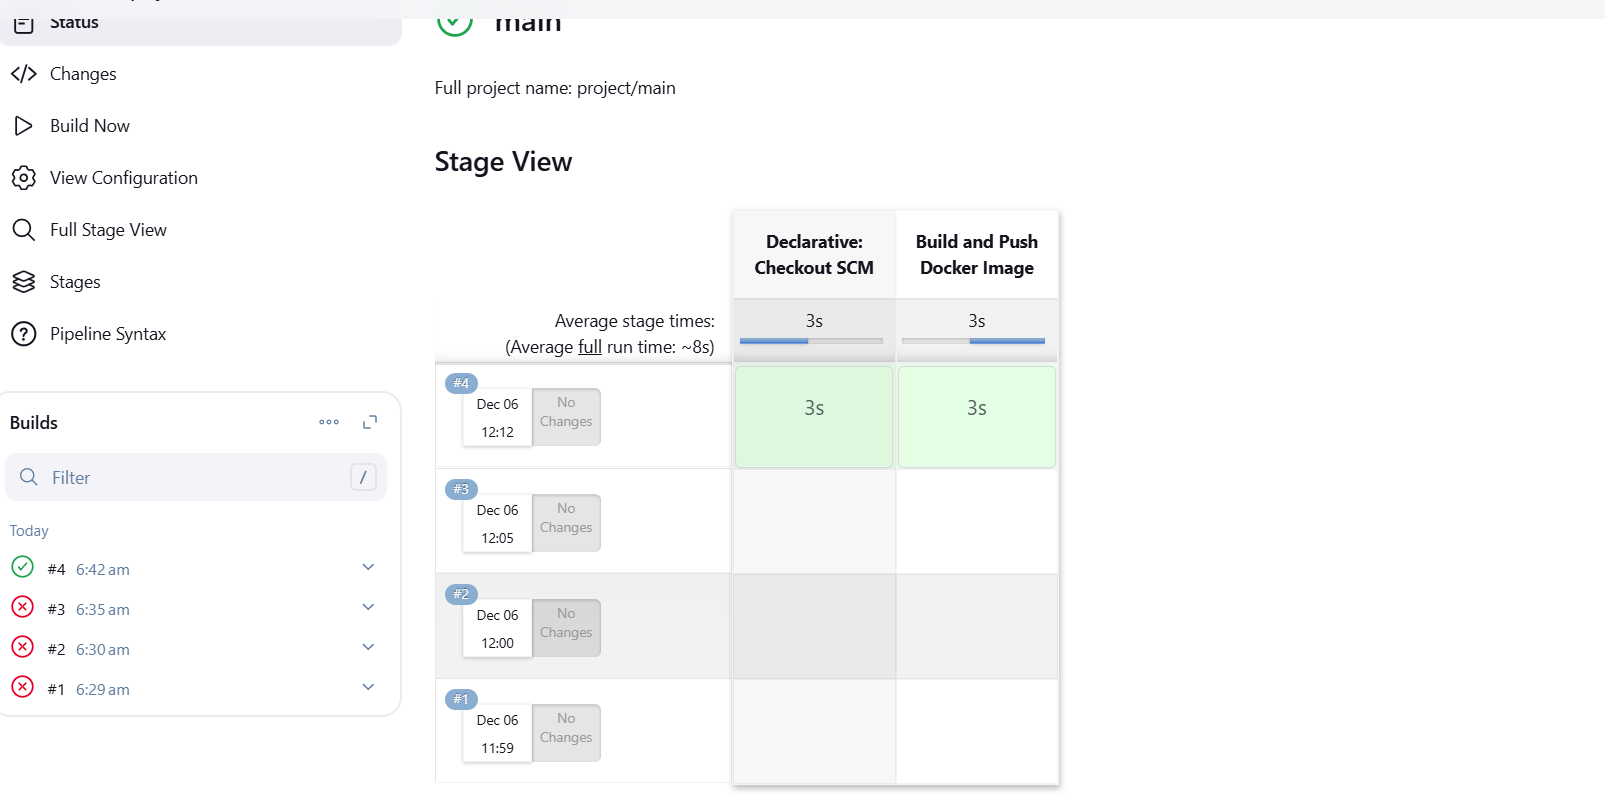 Status
Changes
Build Now
View Configuration
Full Stage View
Stages
Pipeline Syntax
Builds
Filter
/
Today
#4 6:42 am
#3 6:35 am
#2 6:30 am
#1 6:29 am
main
Full project name: project/main
Stage View
Declarative:
Checkout SCM
Build and Push
Docker Image
Average stage times:
(Average full run time: ~8s)
3s
3s
#4
Dec 06
12:12
No
Changes
3s
3s
#3
Dec 06
12:05
No
Changes
#2
Dec 06
12:00
No
Changes
#1
Dec 06
11:59
No
Changes